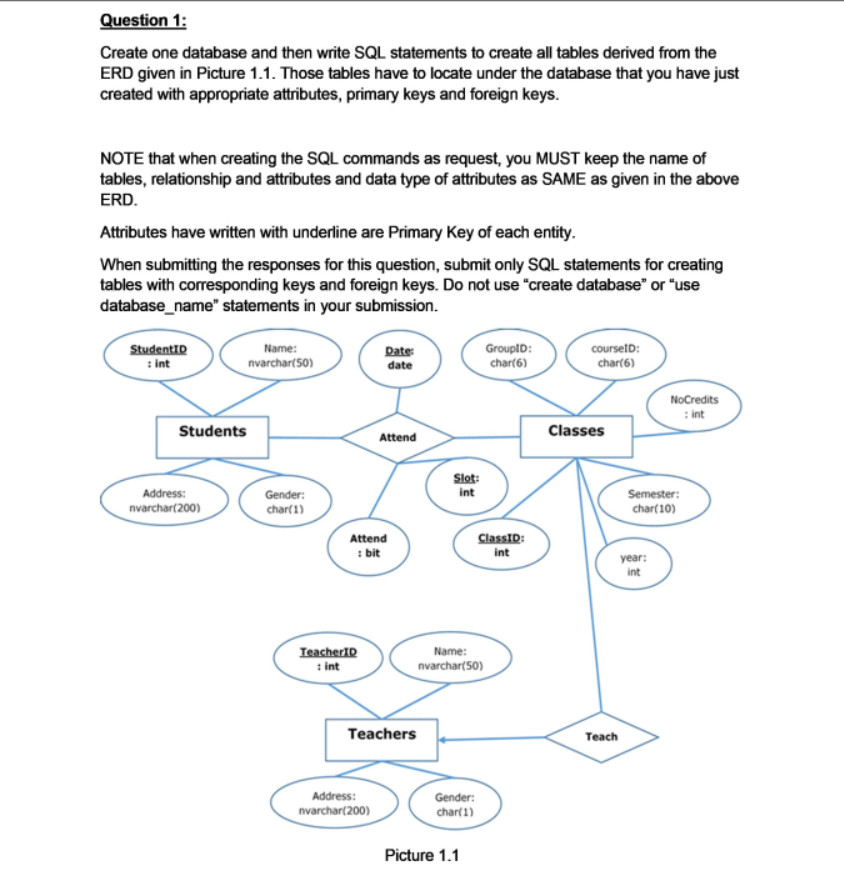 Question 1:
Create one database and then write SQL statements to create all tables derived from the
ERD given in Picture 1.1. Those tables have to locate under the database that you have just
created with appropriate attributes, primary keys and foreign keys.
NOTE that when creating the SQL commands as request, you MUST keep the name of
tables, relationship and attributes and data type of attributes as SAME as given in the above
ERD.
Attributes have written with underline are Primary Key of each entity.
When submitting the responses for this question, submit only SQL statements for creating
tables with corresponding keys and foreign keys. Do not use “create database” or “use
database_name” statements in your submission.
StudentID
: int
Name:
nvarchar(50)
Date:
date
GroupID:
char(6)
courseID:
char(6)
NoCredits
: int
Students
Attend
Classes
Address:
nvarchar(200)
Gender:
char(1)
Slot:
int
Semester:
char(10)
Attend
: bit
ClassID:
int
year:
int
TeacherID
: int
Name:
nvarchar(50)
Teachers
Teach
Address:
nvarchar(200)
Gender:
char(1)
Picture 1.1